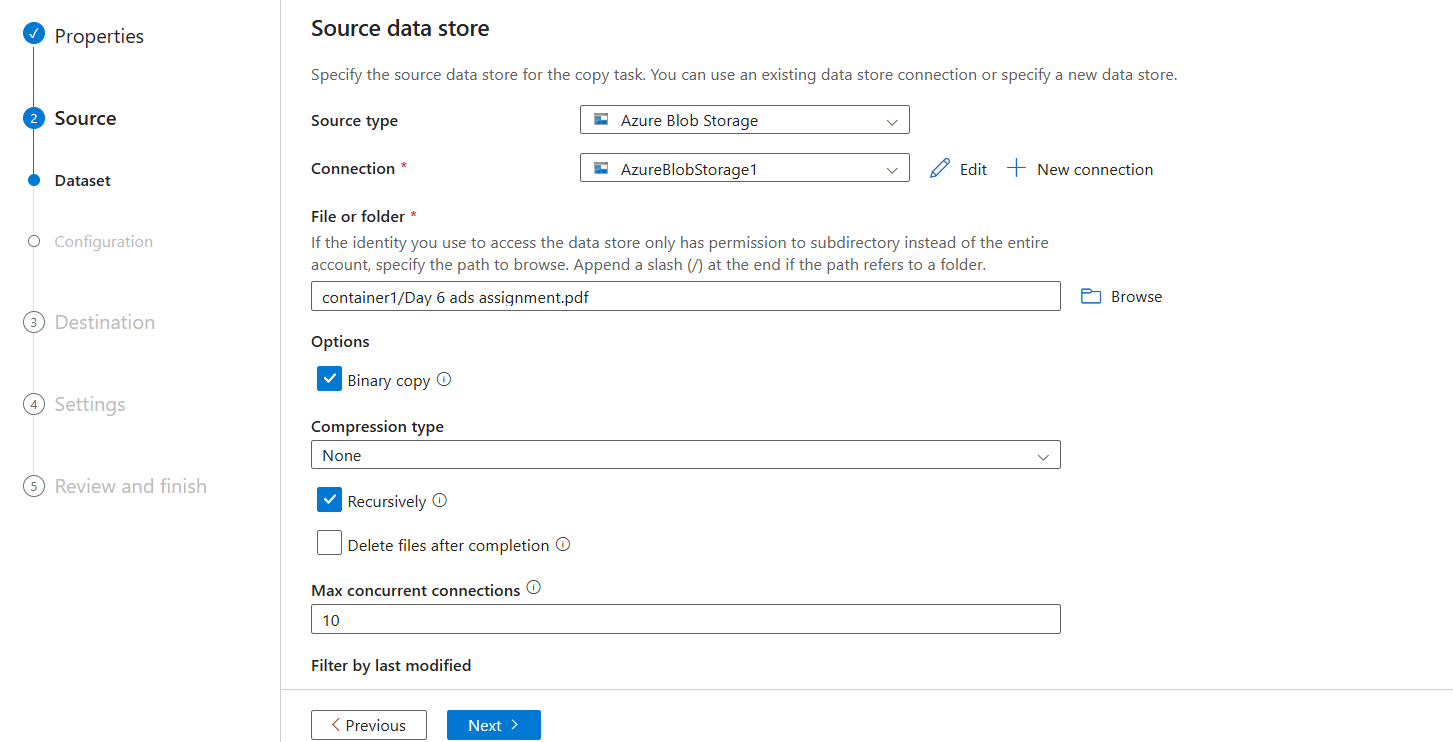 Properties
2 Source
Dataset
Configuration
3 Destination
4 Settings
5 Review and finish
Source data store
Specify the source data store for the copy task. You can use an existing data store connection or specify a new data store.
Source type Azure Blob Storage
Connection * AzureBlobStorage1 Edit New connection
File or folder *
If the identity you use to access the data store only has permission to subdirectory instead of the entire
account, specify the path to browse. Append a slash (/) at the end if the path refers to a folder.
container1/Day 6 ads assignment.pdf Browse
Options
Binary copy
Compression type
None
Recursively
Delete files after completion
Max concurrent connections
10
Filter by last modified
Previous Next